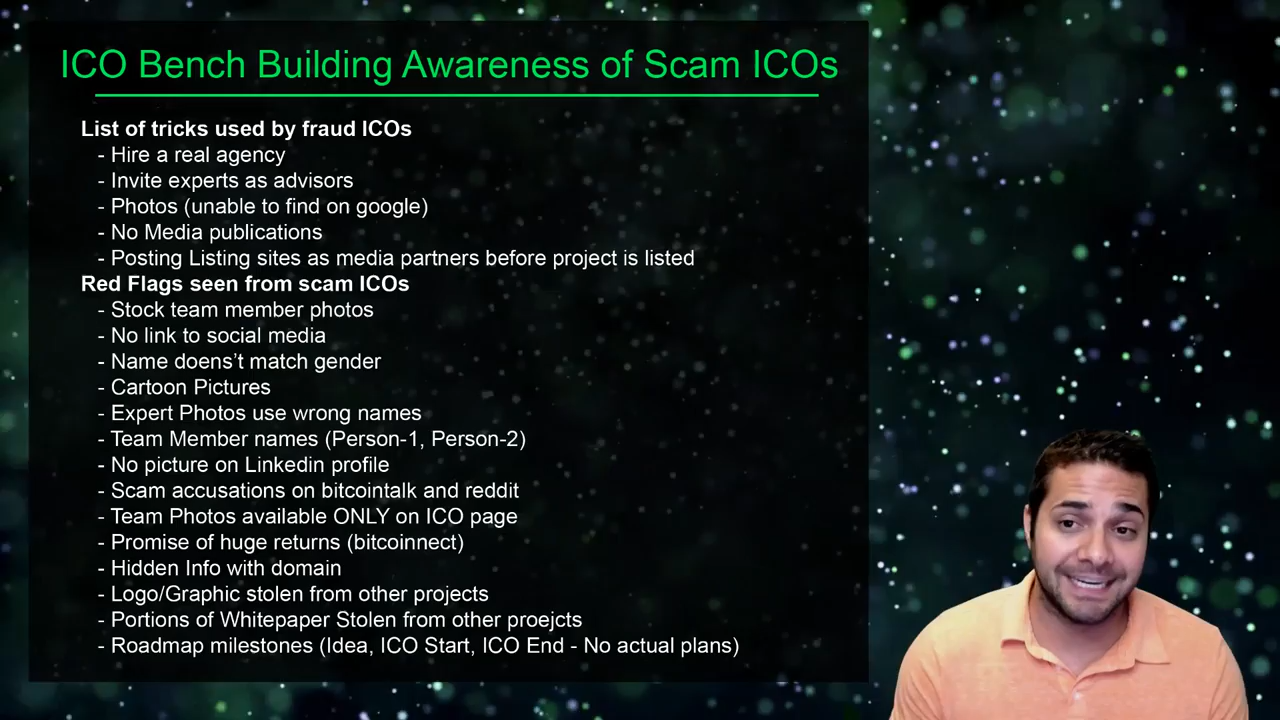 ICO Bench Building Awareness of Scam ICOs
List of tricks used by fraud ICOs
- Hire a real agency
- Invite experts as advisors
- Photos (unable to find on google)
- No Media publications
- Posting Listing sites as media partners before project is listed
Red Flags seen from scam ICOs
- Stock team member photos
- No link to social media
- Name doens’t match gender
- Cartoon Pictures
- Expert Photos use wrong names
- Team Member names (Person-1, Person-2)
- No picture on Linkedin profile
- Scam accusations on bitcointalk and reddit
- Team Photos available ONLY on ICO page
- Promise of huge returns (bitcoinnect)
- Hidden Info with domain
- Logo/Graphic stolen from other projects
- Portions of Whitepaper Stolen from other proejcts
- Roadmap milestones (Idea, ICO Start, ICO End - No actual plans)